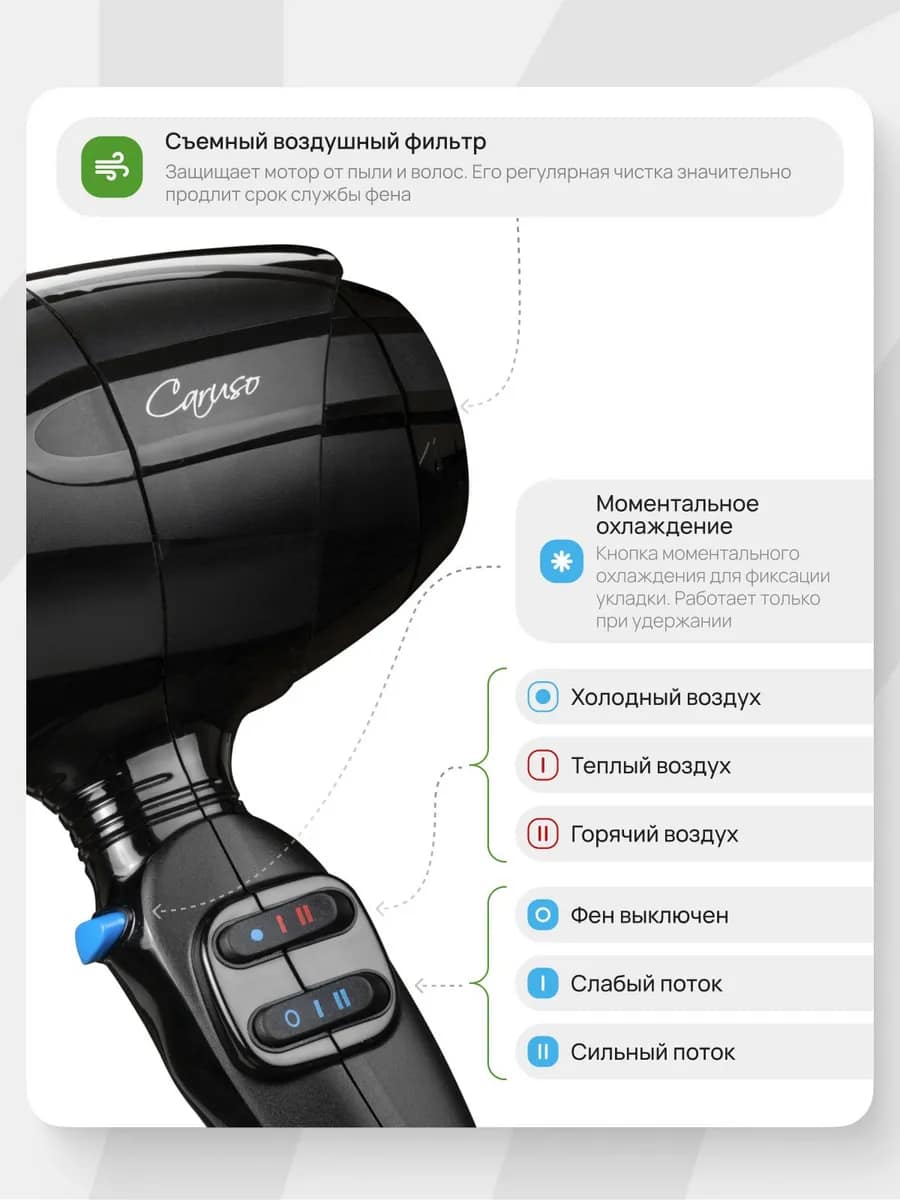 Съемный воздушный фильтр
Защищает мотор от пыли и волос. Его регулярная чистка значительно
продлит срок службы фена
Caruso
Моментальное
охлаждение
Кнопка моментального
охлаждения для фиксации
укладки. Работает только
при удержании
Холодный воздух
Теплый воздух
Горячий воздух
Фен выключен
Слабый поток
Сильный поток